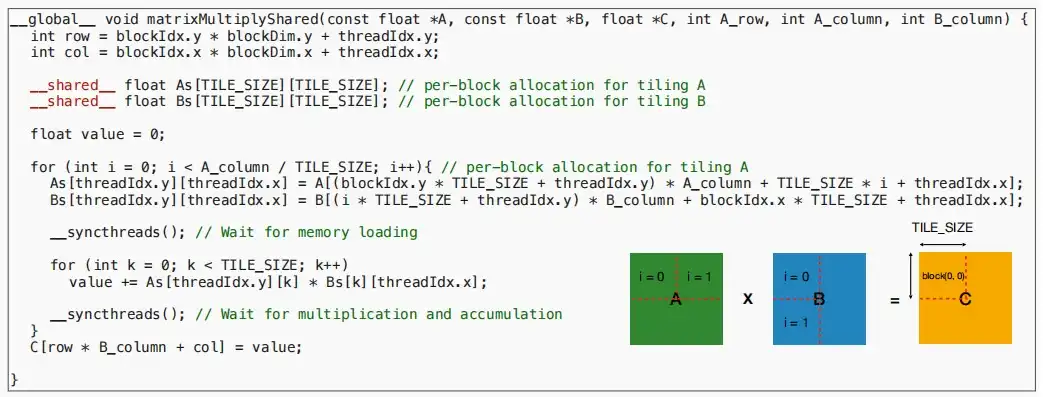 __global__ void matrixMultiplyShared(const float *A, const float *B, float *C, int A_row, int A_column, int B_column) {
int row = blockIdx.y * blockDim.y + threadIdx.y;
int col = blockIdx.x * blockDim.x + threadIdx.x;
__shared__ float As[TILE_SIZE][TILE_SIZE]; // per-block allocation for tiling A
__shared__ float Bs[TILE_SIZE][TILE_SIZE]; // per-block allocation for tiling B
float value = 0;
for (int i = 0; i < A_column / TILE_SIZE; i++){ // per-block allocation for tiling A
As[threadIdx.y][threadIdx.x] = A[(blockIdx.y * TILE_SIZE + threadIdx.y) * A_column + TILE_SIZE * i + threadIdx.x];
Bs[threadIdx.y][threadIdx.x] = B[(i * TILE_SIZE + threadIdx.y) * B_column + blockIdx.x * TILE_SIZE + threadIdx.x];
__syncthreads(); // Wait for memory loading
for (int k = 0; k < TILE_SIZE; k++)
value += As[threadIdx.y][k] * Bs[k][threadIdx.x];
__syncthreads(); // Wait for multiplication and accumulation
}
C[row * B_column + col] = value;
}
TILE_SIZE
i = 0 i = 1
A
x
i = 0
B
i = 1
=
block(0, 0)
C